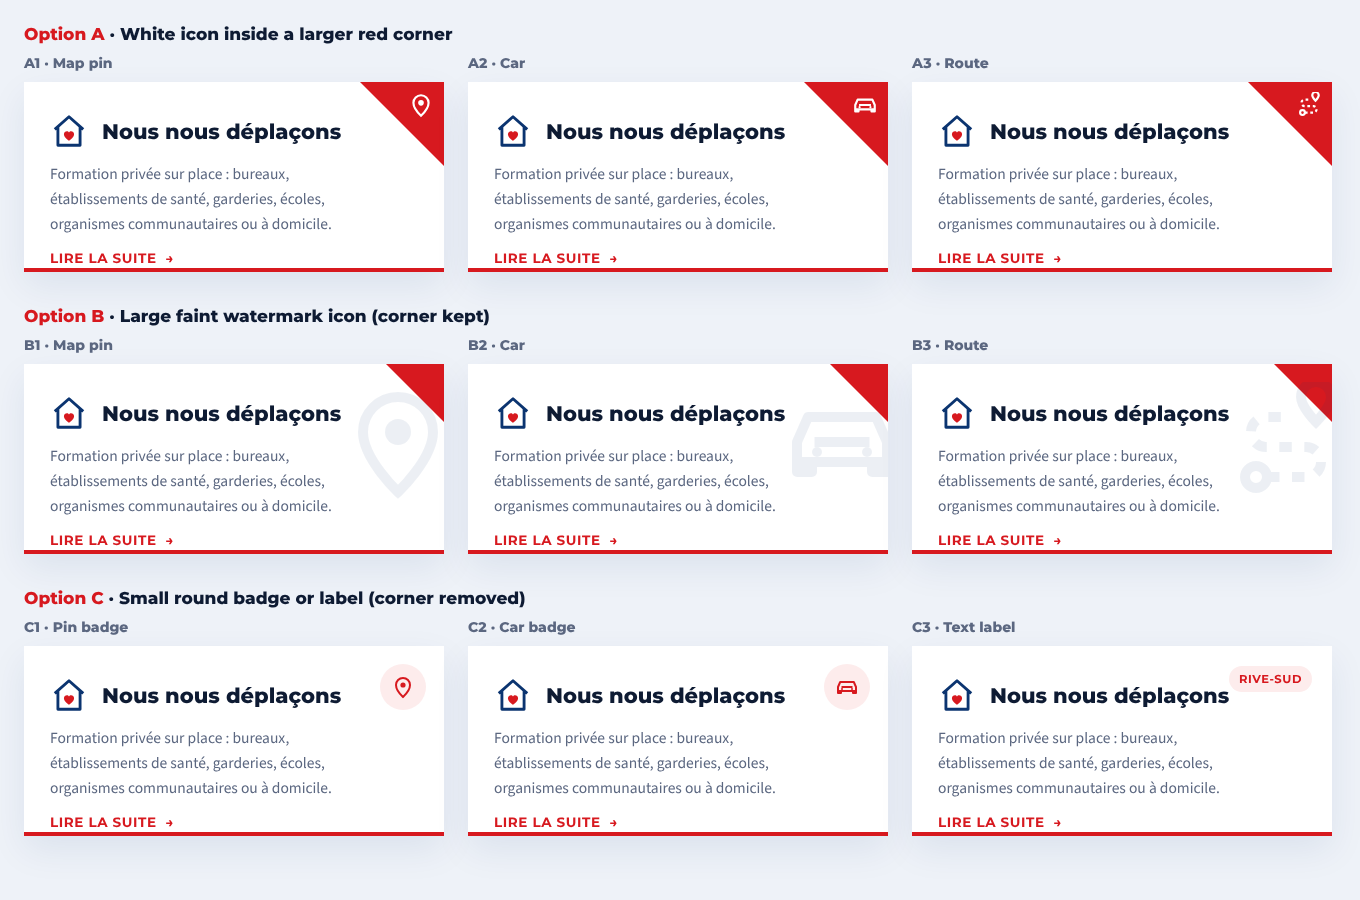 Option A · White icon inside a larger red corner
A1 · Map pin
A2 · Car
A3 · Route
Nous nous déplaçons
Formation privée sur place : bureaux,
établissements de santé, garderies, écoles,
organismes communautaires ou à domicile.
LIRE LA SUITE →
Nous nous déplaçons
Formation privée sur place : bureaux,
établissements de santé, garderies, écoles,
organismes communautaires ou à domicile.
LIRE LA SUITE →
Nous nous déplaçons
Formation privée sur place : bureaux,
établissements de santé, garderies, écoles,
organismes communautaires ou à domicile.
LIRE LA SUITE →
Option B · Large faint watermark icon (corner kept)
B1 · Map pin
B2 · Car
B3 · Route
Nous nous déplaçons
Formation privée sur place : bureaux,
établissements de santé, garderies, écoles,
organismes communautaires ou à domicile.
LIRE LA SUITE →
Nous nous déplaçons
Formation privée sur place : bureaux,
établissements de santé, garderies, écoles,
organismes communautaires ou à domicile.
LIRE LA SUITE →
Nous nous déplaçons
Formation privée sur place : bureaux,
établissements de santé, garderies, écoles,
organismes communautaires ou à domicile.
LIRE LA SUITE →
Option C · Small round badge or label (corner removed)
C1 · Pin badge
C2 · Car badge
C3 · Text label
Nous nous déplaçons
Formation privée sur place : bureaux,
établissements de santé, garderies, écoles,
organismes communautaires ou à domicile.
LIRE LA SUITE →
Nous nous déplaçons
Formation privée sur place : bureaux,
établissements de santé, garderies, écoles,
organismes communautaires ou à domicile.
LIRE LA SUITE →
RIVE-SUD
Nous nous déplaçons
Formation privée sur place : bureaux,
établissements de santé, garderies, écoles,
organismes communautaires ou à domicile.
LIRE LA SUITE →